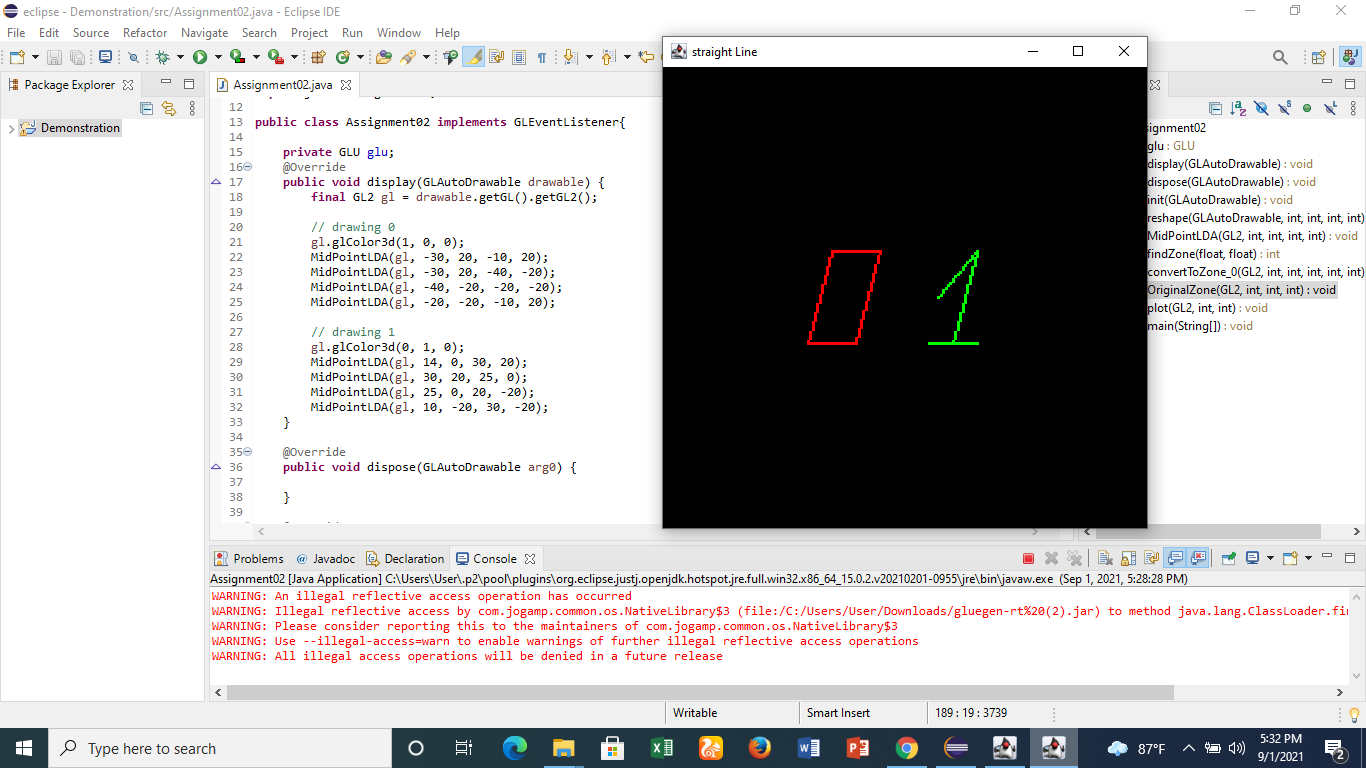 eclipse - Demonstration/src/Assignment02.java - Eclipse IDE
File Edit Source Refactor Navigate Search Project Run Window Help
Package Explorer
Demonstration
Assignment02.java
12
13 public class Assignment02 implements GLEventListener{
14
15 private GLU glu;
16 @Override
17 public void display(GLAutoDrawable drawable) {
18 final GL2 gl = drawable.getGL().getGL2();
19
20 // drawing 0
21 gl.glColor3d(1, 0, 0);
22 MidPointLDA(gl, -30, 20, -10, 20);
23 MidPointLDA(gl, -30, 20, -40, -20);
24 MidPointLDA(gl, -40, -20, -20, -20);
25 MidPointLDA(gl, -20, -20, -10, 20);
26
27 // drawing 1
28 gl.glColor3d(0, 1, 0);
29 MidPointLDA(gl, 14, 0, 30, 20);
30 MidPointLDA(gl, 30, 20, 25, 0);
31 MidPointLDA(gl, 25, 0, 20, -20);
32 MidPointLDA(gl, 10, -20, 30, -20);
33 }
34
35 @Override
36 public void dispose(GLAutoDrawable arg0) {
37
38 }
39
straight Line
0 1
signment02
glu : GLU
display(GLAutoDrawable) : void
dispose(GLAutoDrawable) : void
init(GLAutoDrawable) : void
reshape(GLAutoDrawable, int, int, int, int)
MidPointLDA(GL2, int, int, int, int)
findZone(float, float) : int
convertToZone_0(GL2, int, int, int, int,
OriginalZone(GL2, int, int, int) : void
plot(GL2, int, int) : void
main(String[]) : void
Problems @ Javadoc Declaration Console
Assignment02 [Java Application] C:\Users\User\.p2\pool\plugins\org.eclipse.justj.openjdk.hotspot.jre.full.win32.x86_64_15.0.2.v20210201-0955\jre\bin\javaw.exe (Sep 1, 2021, 5:28:28 PM)
WARNING: An illegal reflective access operation has occurred
WARNING: Illegal reflective access by com.jogamp.common.os.NativeLibrary$3 (file:/C:/Users/User/Downloads/gluegen-rt%20(2).jar) to method java.lang.ClassLoader.fin
WARNING: Please consider reporting this to the maintainers of com.jogamp.common.os.NativeLibrary$3
WARNING: Use --illegal-access=warn to enable warnings of further illegal reflective access operations
WARNING: All illegal access operations will be denied in a future release
Writable Smart Insert 189 : 19 : 3739
Type here to search
87°F
5:32 PM
9/1/2021
2